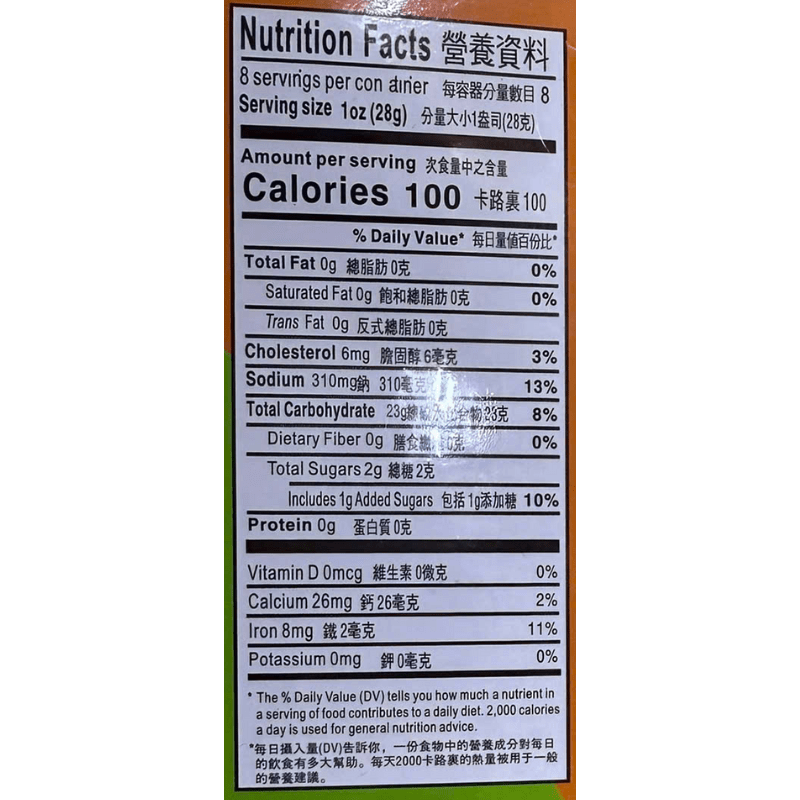 Nutrition Facts 營養資料
8 servings per con ainer 每容器分量數目 8
Serving size 1oz (28g) 分量大小1盎司(28克)
Amount per serving 次食量中之含量
Calories 100 卡路裏 100
% Daily Value* 每日量值百份比*
Total Fat 0g 總脂肪 0克 0%
Saturated Fat 0g 飽和總脂肪 0克 0%
Trans Fat 0g 反式總脂肪 0克
Cholesterol 6mg 膽固醇 6毫克 3%
Sodium 310mg鈉 310毫克 13%
Total Carbohydrate 23g 23克 8%
Dietary Fiber 0g 膳食 0克 0%
Total Sugars 2g 總糖 2克
Includes 1g Added Sugars 包括 1g添加糖 10%
Protein 0g 蛋白質 0克
Vitamin D 0mcg 維生素 0微克 0%
Calcium 26mg 鈣 26毫克 2%
Iron 8mg 鐵 2毫克 11%
Potassium 0mg 鉀 0毫克 0%
* The % Daily Value (DV) tells you how much a nutrient in
a serving of food contributes to a daily diet. 2,000 calories
a day is used for general nutrition advice.
*每日攝入量(DV)告訴你，一份食物中的營養成分對每日
的飲食有多大幫助。每天2000卡路裏的熱量被用于一般
的營養建議。